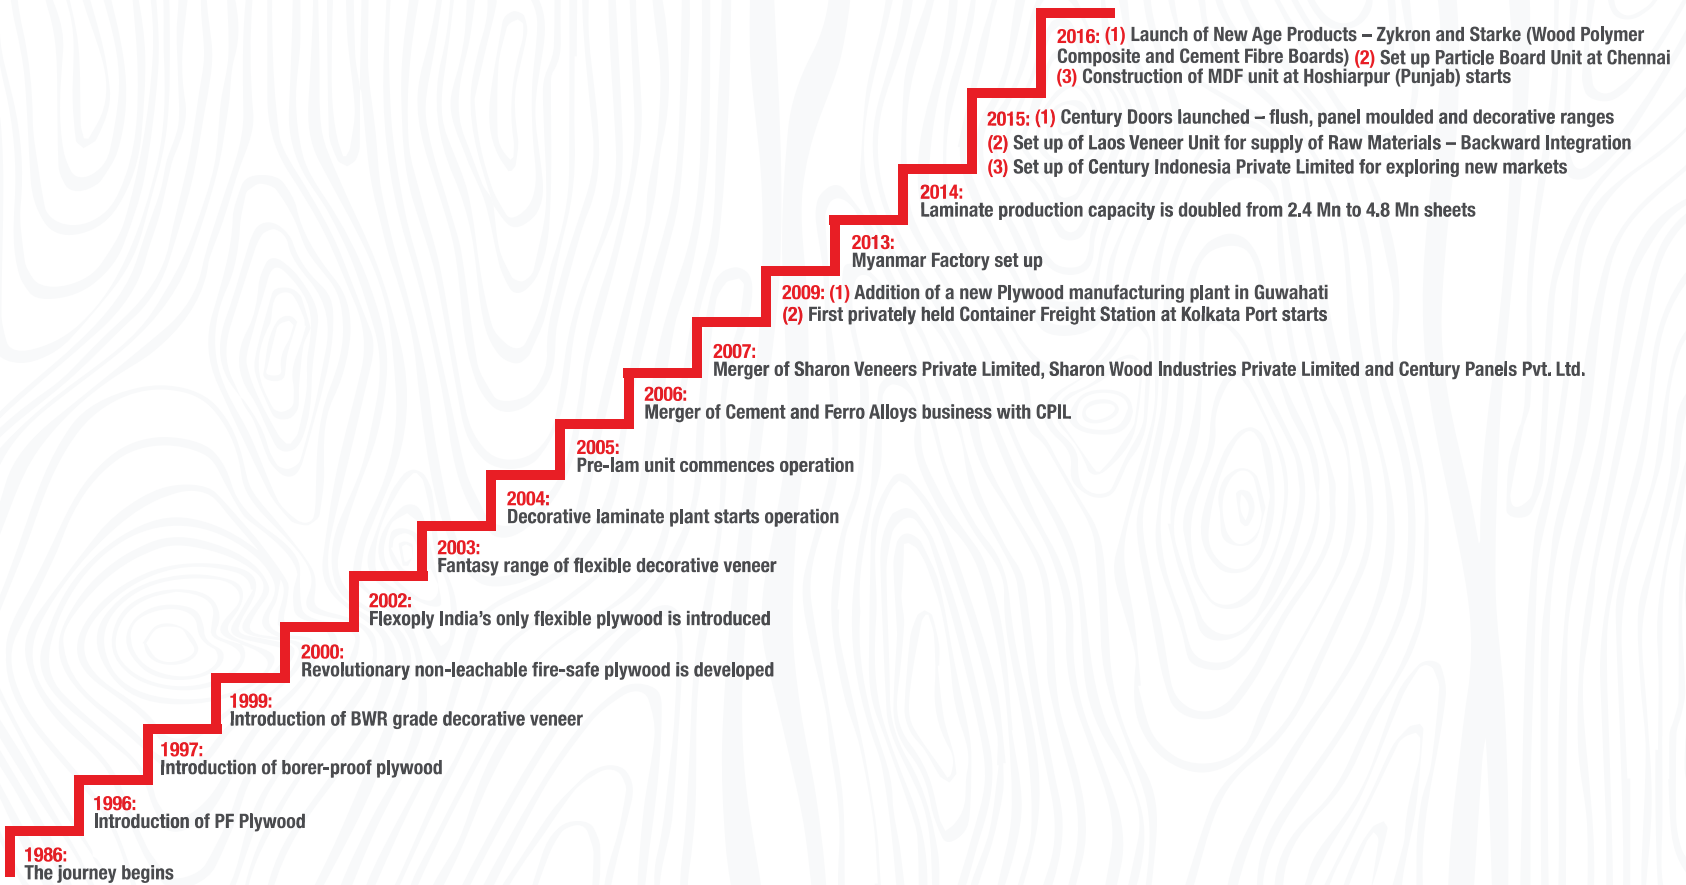 2016: (1) Launch of New Age Products – Zykron and Starke (Wood Polymer
Composite and Cement Fibre Boards) (2) Set up Particle Board Unit at Chennai
(3) Construction of MDF unit at Hoshiarpur (Punjab) starts
2015: (1) Century Doors launched – flush, panel moulded and decorative ranges
(2) Set up of Laos Veneer Unit for supply of Raw Materials – Backward Integration
(3) Set up of Century Indonesia Private Limited for exploring new markets
2014:
Laminate production capacity is doubled from 2.4 Mn to 4.8 Mn sheets
2013:
Myanmar Factory set up
2009: (1) Addition of a new Plywood manufacturing plant in Guwahati
(2) First privately held Container Freight Station at Kolkata Port starts
2007:
Merger of Sharon Veneers Private Limited, Sharon Wood Industries Private Limited and Century Panels Pvt. Ltd.
2006:
Merger of Cement and Ferro Alloys business with CPIL
2005:
Pre-lam unit commences operation
2004:
Decorative laminate plant starts operation
2003:
Fantasy range of flexible decorative veneer
2002:
Flexoply India's only flexible plywood is introduced
2000:
Revolutionary non-leachable fire-safe plywood is developed
1999:
Introduction of BWR grade decorative veneer
1997:
Introduction of borer-proof plywood
1996:
Introduction of PF Plywood
1986:
The journey begins